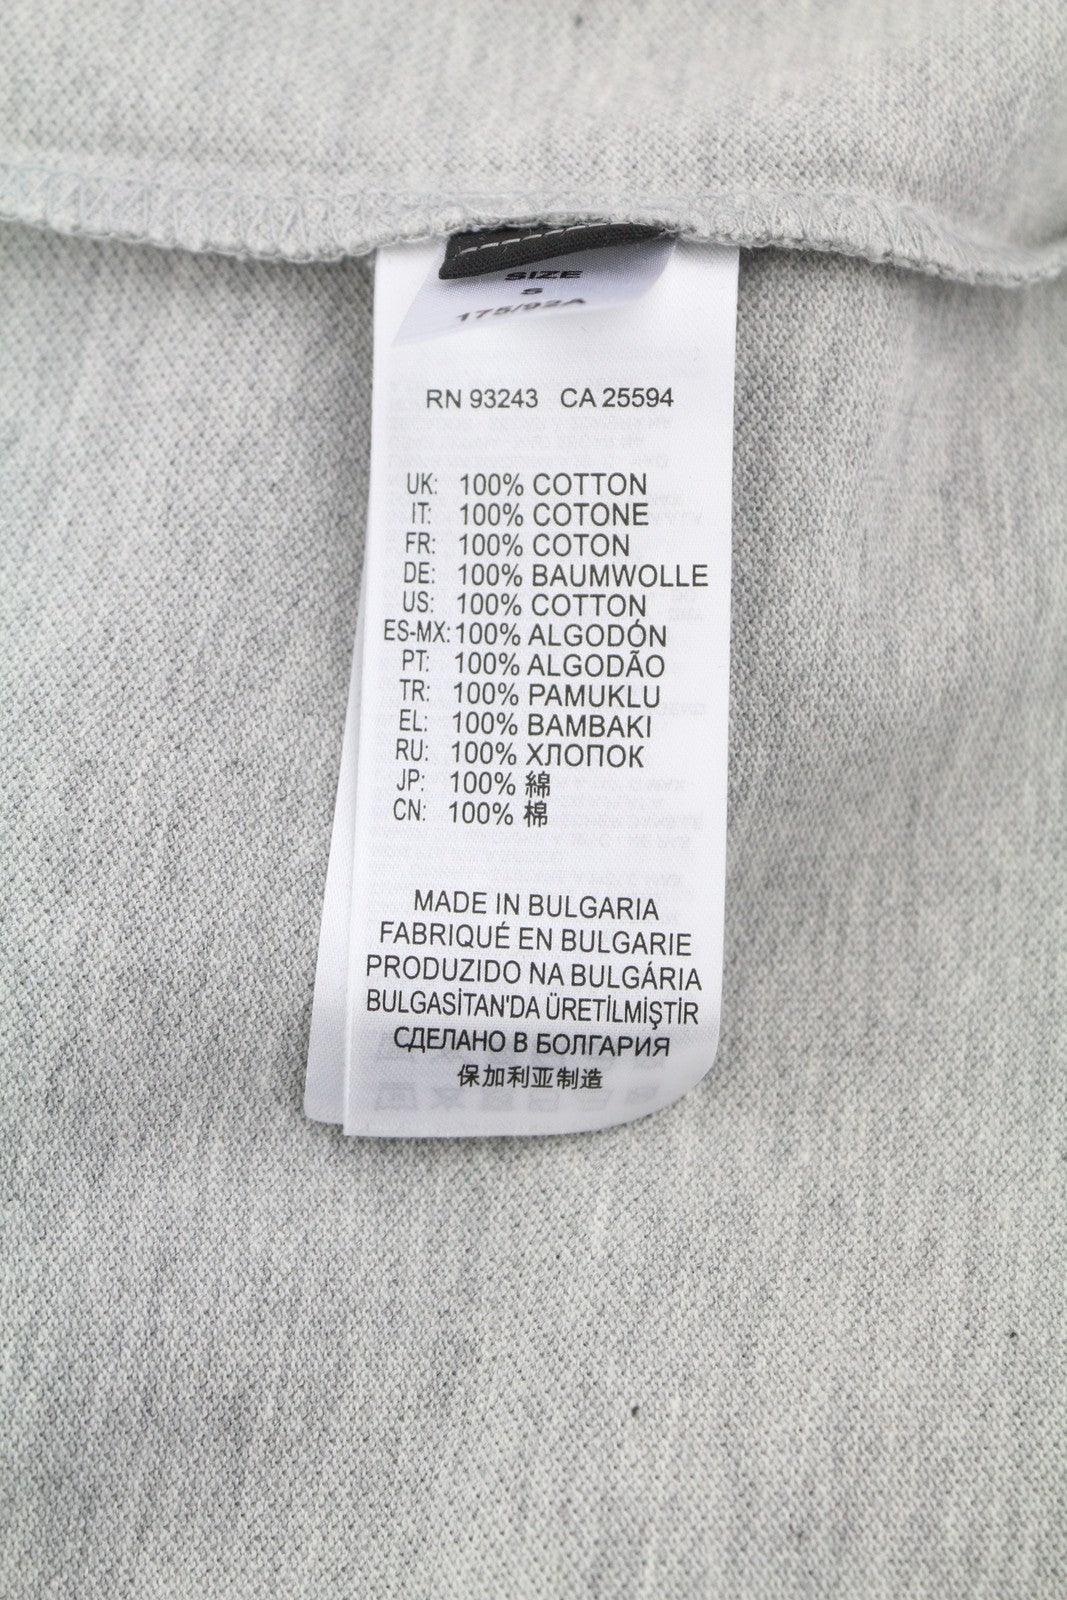 SIZE
S
175/92A
RN 93243 CA 25594
UK: 100% COTTON
IT: 100% COTONE
FR: 100% COTON
DE: 100% BAUMWOLLE
US: 100% COTTON
ES-MX: 100% ALGODÓN
PT: 100% ALGODÃO
TR: 100% PAMUKLU
EL: 100% BAMBAKI
RU: 100% ХЛОПОК
JP: 100% 綿
CN: 100% 棉
MADE IN BULGARIA
FABRIQUÉ EN BULGARIE
PRODUZIDO NA BULGÁRIA
BULGASİTAN'DA ÜRETİLMİŞTİR
СДЕЛАНО В БОЛГАРИЯ
保加利亚制造